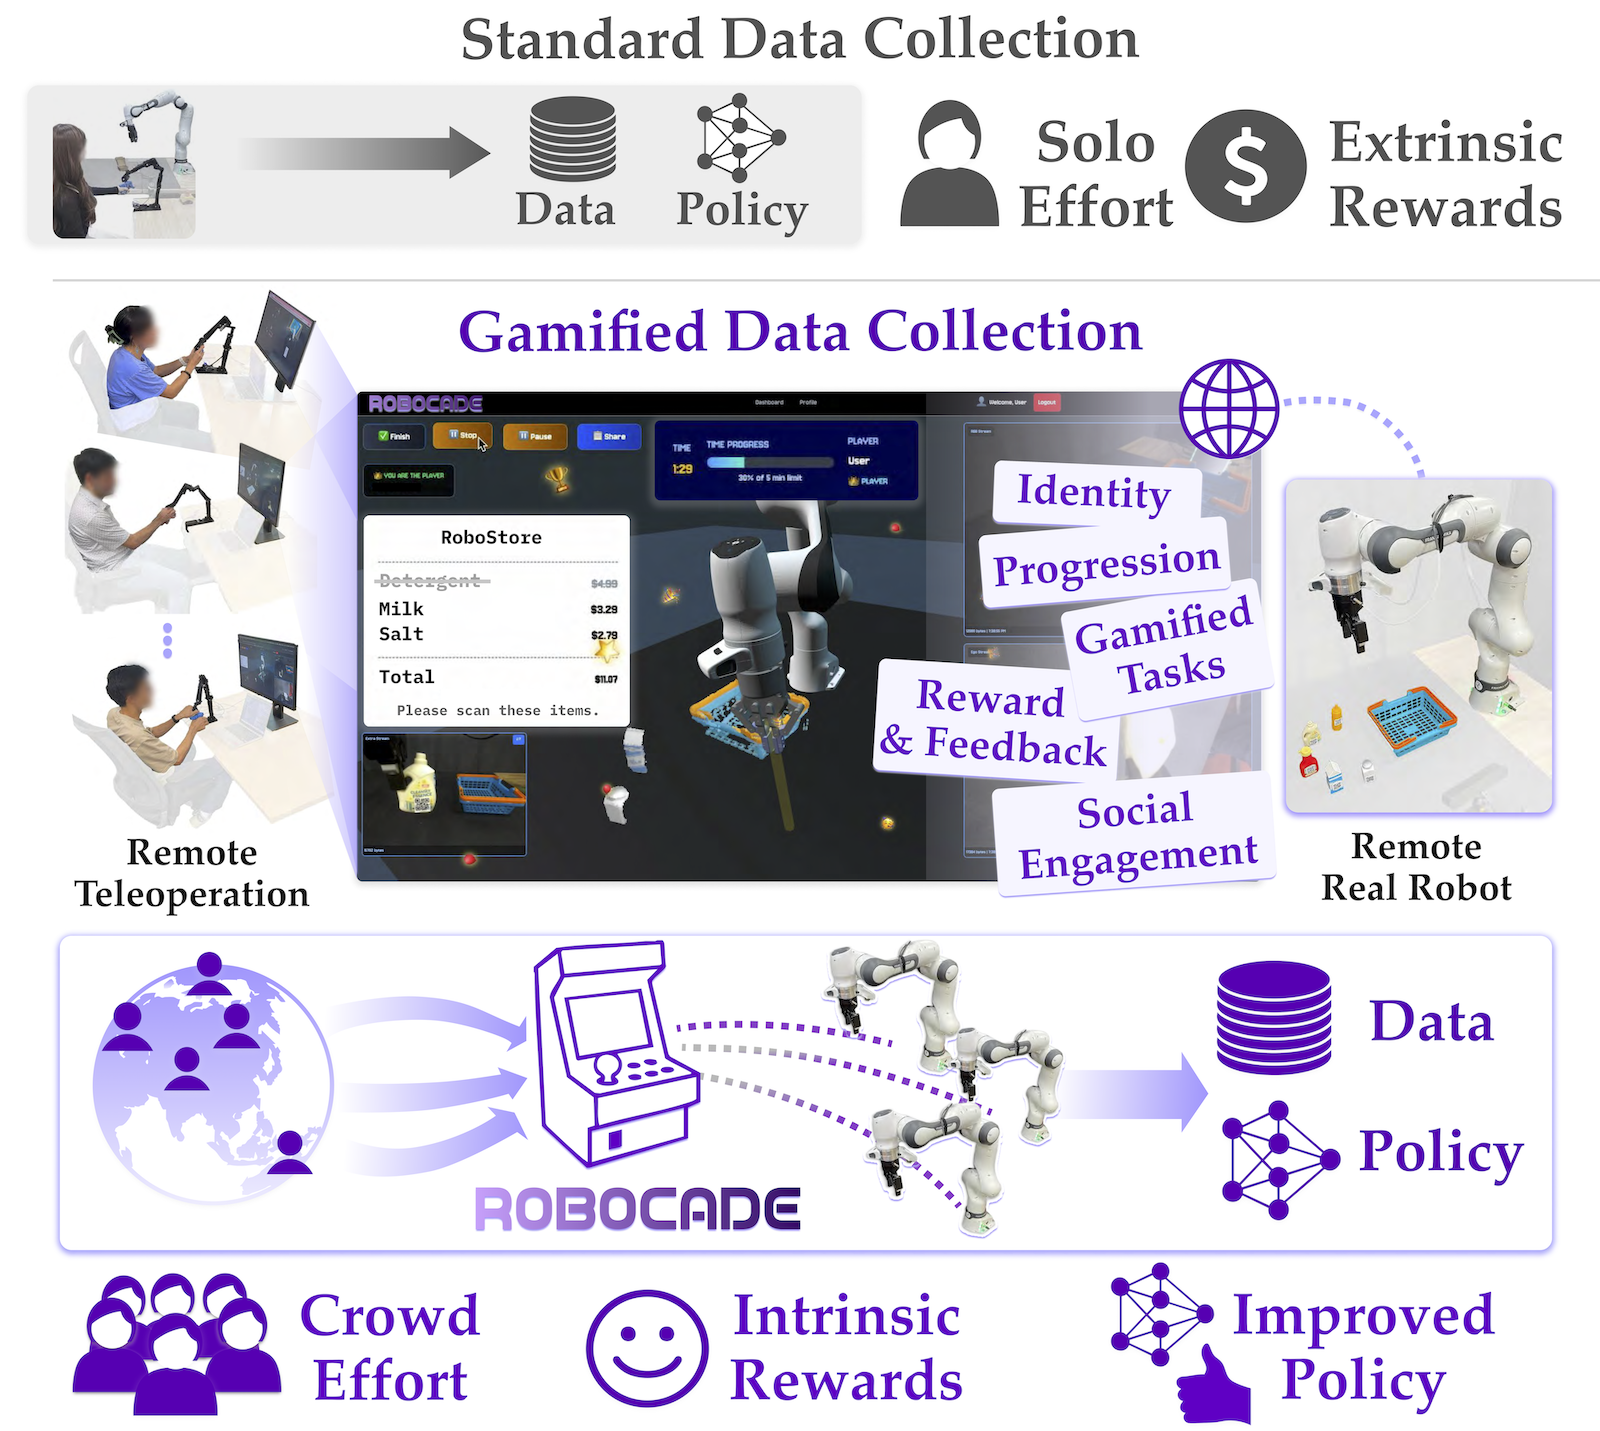 Standard Data Collection
Data
Policy
Solo
Effort
$
Extrinsic
Rewards
Gamified Data Collection
ROBOCADE
Dashboard
Profile
Welcome, User
Logout
Finish
Stop
Pause
Share
YOU ARE THE PLAYER
TIME
1:29
TIME PROGRESS
30% of 5 min limit
PLAYER
User
PLAYER
RoboStore
Detergent $4.99
Milk $3.29
Salt $2.79
Total $11.07
Please scan these items.
Extra Stream
Identity
Progression
Gamified
Tasks
Reward
& Feedback
Social
Engagement
Remote
Teleoperation
Remote
Real Robot
ROBOCADE
Data
Policy
Crowd
Effort
Intrinsic
Rewards
Improved
Policy